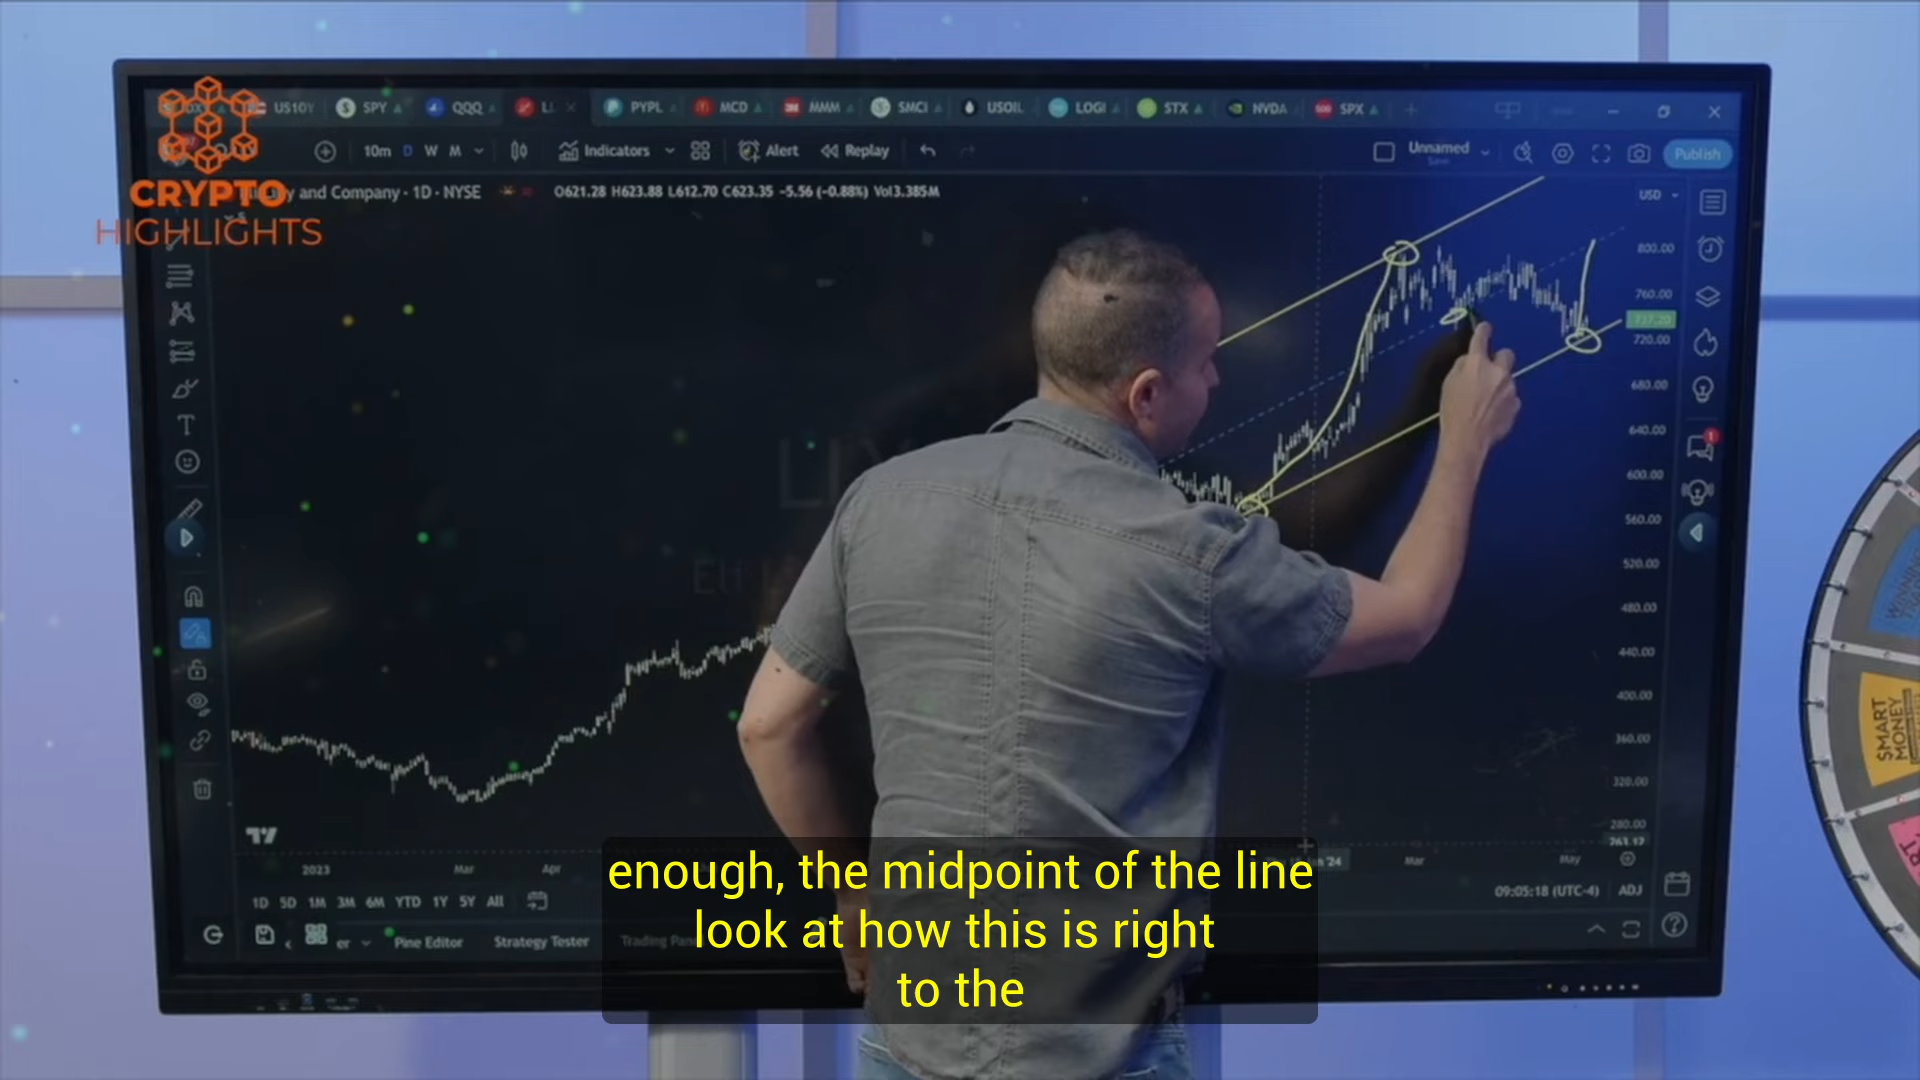 US10Y SPY QQQ PYPL MCD MMM SMCI USOIL LOGI STX NVDA SPX
10m D W M Indicators Alert Replay Unnamed Save Publish
CRYPTO
HIGHLIGHTS
and Company · 1D · NYSE O621.28 H623.88 L612.70 C623.35 -5.56 (-0.88%) Vol3.385M
USD
800.00
760.00
737.20
720.00
680.00
640.00
600.00
560.00
520.00
480.00
440.00
400.00
360.00
320.00
280.00
2023 Mar Apr Mar May
1D 5D 1M 3M 6M YTD 1Y 5Y All 09:05:18 (UTC-4) ADJ
Pine Editor Strategy Tester Trading
enough, the midpoint of the line
look at how this is right
to the
WINNING
SMART
MONEY